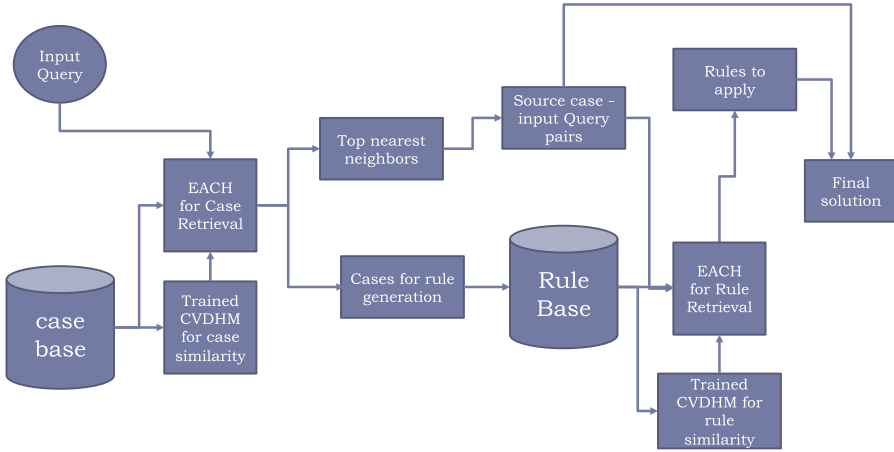 Input
Query
EACH
for Case
Retrieval
case
base
Trained
CVDHM
for case
similarity
Top nearest
neighbors
Cases for rule
generation
Source case -
input Query
pairs
Rule
Base
Rules to
apply
EACH
for Rule
Retrieval
Trained
CVDHM for
rule
similarity
Final
solution